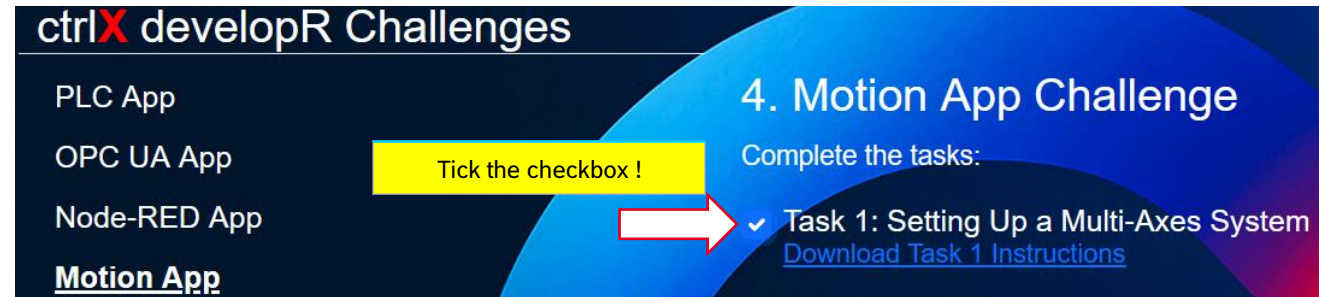 ctrlX developR Challenges
PLC App
OPC UA App
Node-RED App
Motion App
Tick the checkbox !
4. Motion App Challenge
Complete the tasks:
Task 1: Setting Up a Multi-Axes System
Download Task 1 Instructions